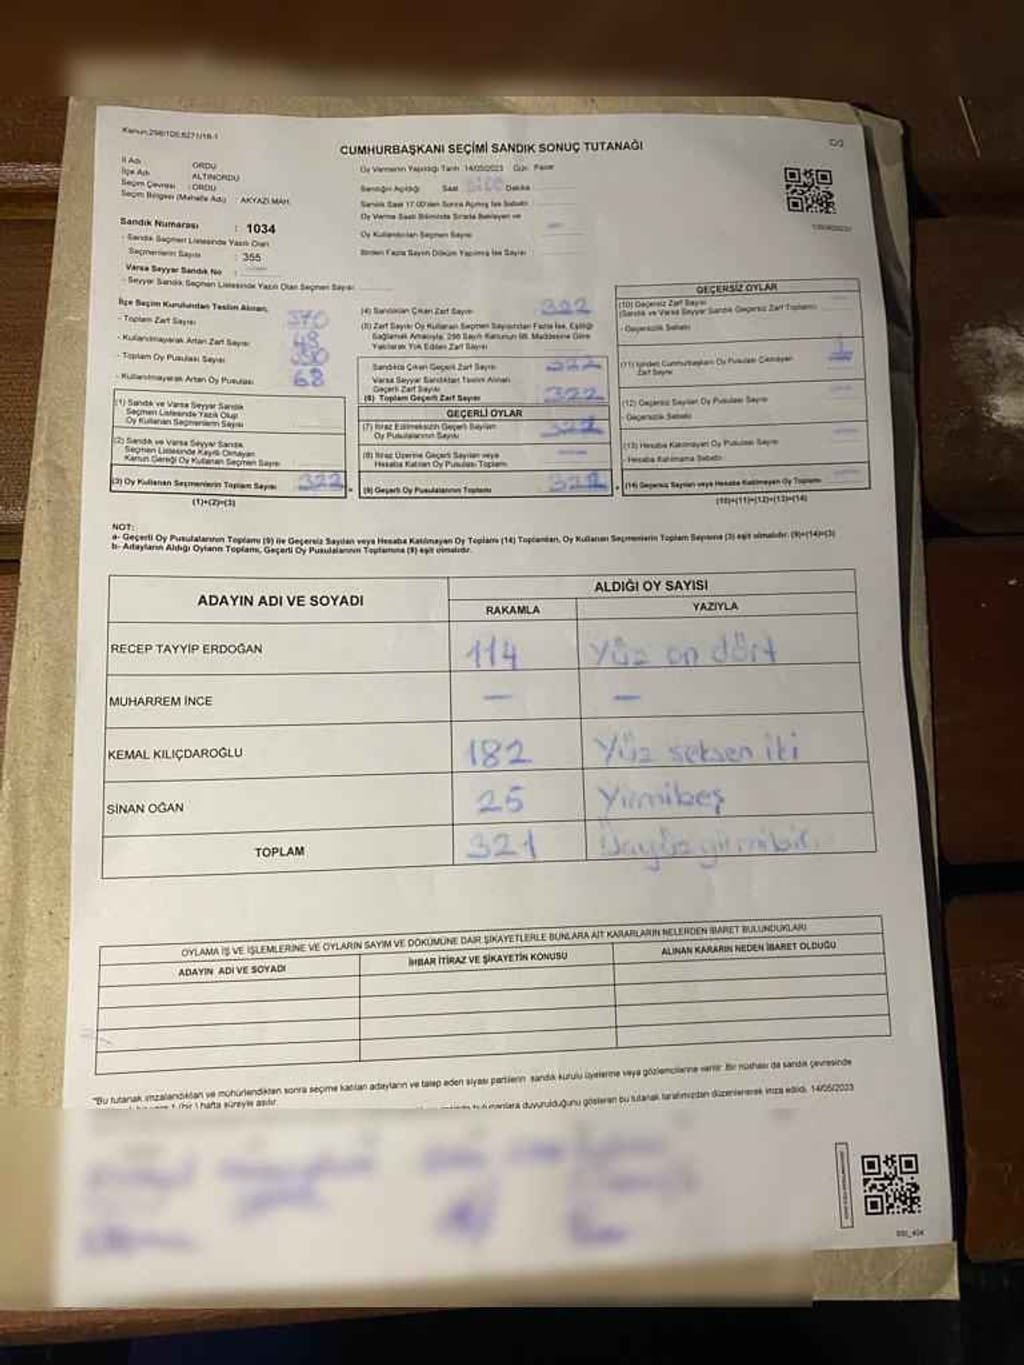 Kanun:298/105;6271/18-1
CUMHURBAŞKANI SEÇİMİ SANDIK SONUÇ TUTANAĞI
İl Adı : ORDU
İlçe Adı : ALTINORDU
Seçim Çevresi : ORDU
Seçim Bölgesi (Mahalle Adı) : AKYAZI MAH.
Sandık Numarası : 1034
- Sandık Seçmen Listesinde Yazılı Olan
Seçmenlerin Sayısı : 355
Varsa Seyyar Sandık No :
- Seyyar Sandık Seçmen Listesinde Yazılı Olan Seçmen Sayısı :
Oy Vermenin Yapıldığı Tarih 14/05/2023 Gün: Pazar
Sandığın Açıldığı Saat Dakika
Sandık Saat 17:00'den Sonra Açılmış İse Sebebi
Oy Verme Saati Bitiminde Sırada Bekleyen ve
Oy Kullandırılan Seçmen Sayısı
Birden Fazla Sayım Döküm Yapılmış İse Sayısı
İlçe Seçim Kurulundan Teslim Alınan;
- Toplam Zarf Sayısı 370
- Kullanılmayarak Artan Zarf Sayısı 48
- Toplam Oy Pusulası Sayısı
- Kullanılmayarak Artan Oy Pusulası 68
(1) Sandık ve Varsa Seyyar Sandık
Seçmen Listesinde Yazılı Olup
Oy Kullanan Seçmenlerin Sayısı
(2) Sandık ve Varsa Seyyar Sandık
Seçmen Listesinde Kayıtlı Olmayan
Kanun Gereği Oy Kullanan Seçmen Sayısı
(3) Oy Kullanan Seçmenlerin Toplam Sayısı 322
(1)+(2)=(3)
(4) Sandıktan Çıkan Zarf Sayısı 322
(5) Zarf Sayısı Oy Kullanan Seçmen Sayısından Fazla İse, Eşitliği
Sağlamak Amacıyla, 298 Sayılı Kanunun 98. Maddesine Göre
Yakılarak Yok Edilen Zarf Sayısı
Sandıkta Çıkan Geçerli Zarf Sayısı 322
Varsa Seyyar Sandıktan Teslim Alınan
Geçerli Zarf Sayısı
(6) Toplam Geçerli Zarf Sayısı 322
GEÇERLİ OYLAR
(7) İtiraz Edilmeksizin Geçerli Sayılan
Oy Pusulalarının Sayısı
(8) İtiraz Üzerine Geçerli Sayılan veya
Hesaba Katılan Oy Pusulası Toplamı
(9) Geçerli Oy Pusulalarının Toplamı
GEÇERSİZ OYLAR
(10) Geçersiz Zarf Sayısı
(Sandık ve Varsa Seyyar Sandık Geçersiz Zarf Toplamı)
- Geçersizlik Sebebi
(11) İçinden Cumhurbaşkanı Oy Pusulası Çıkmayan
Zarf Sayısı
(12) Geçersiz Sayılan Oy Pusula Sayısı
- Geçersizlik Sebebi
(13) Hesaba Katılmayan Oy Pusula Sayısı
- Hesaba Katılmama Sebebi
(14) Geçersiz Sayılan veya Hesaba Katılmayan Oy Toplamı
(10)+(11)+(12)+(13)=(14)
NOT:
a- Geçerli Oy Pusulalarının Toplamı (9) ile Geçersiz Sayılan veya Hesaba Katılmayan Oy Toplamı (14) Toplamları, Oy Kullanan Seçmenlerin Toplam Sayısına (3) eşit olmalıdır. (9)+(14)=(3)
b- Adayların Aldığı Oyların Toplamı, Geçerli Oy Pusulalarının Toplamına (9) eşit olmalıdır.
ADAYIN ADI VE SOYADI ALDIĞI OY SAYISI
RAKAMLA YAZIYLA
RECEP TAYYİP ERDOĞAN 114 Yüz on dört
MUHARREM İNCE — —
KEMAL KILIÇDAROĞLU 182 Yüz seksen iki
SİNAN OĞAN 25 Yirmibeş
TOPLAM 321 Üçyüzyirmibir
OYLAMA İŞ VE İŞLEMLERİNE VE OYLARIN SAYIM VE DÖKÜMÜNE DAİR ŞİKAYETLERLE BUNLARA AİT KARARLARIN NELERDEN İBARET BULUNDUKLARI
ADAYIN ADI VE SOYADI İHBAR İTİRAZ VE ŞİKAYETİN KONUSU ALINAN KARARIN NEDEN İBARET OLDUĞU
"Bu tutanak imzalandıktan ve mühürlendikten sonra seçime katılan adayların ve talep eden siyasi partilerin sandık kurulu üyelerine veya gözlemcilerine verilir. Bir nüshası da sandık çevresinde
1 (bir) hafta süreyle asılır. duyurulduğunu gösteren bu tutanak tarafımızdan düzenlenerek imza edildi. 14/05/2023